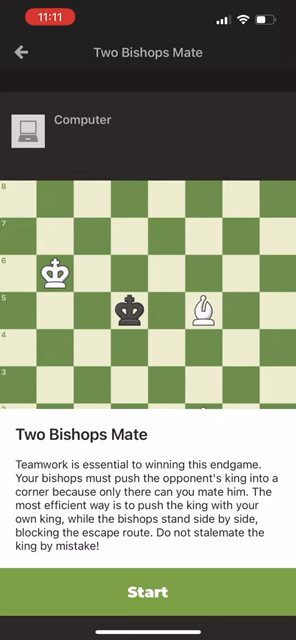 11:11
Two Bishops Mate
Computer
8
7
6
5
4
3
Two Bishops Mate
Teamwork is essential to winning this endgame.
Your bishops must push the opponent's king into a
corner because only there can you mate him. The
most efficient way is to push the king with your
own king, while the bishops stand side by side,
blocking the escape route. Do not stalemate the
king by mistake!
Start